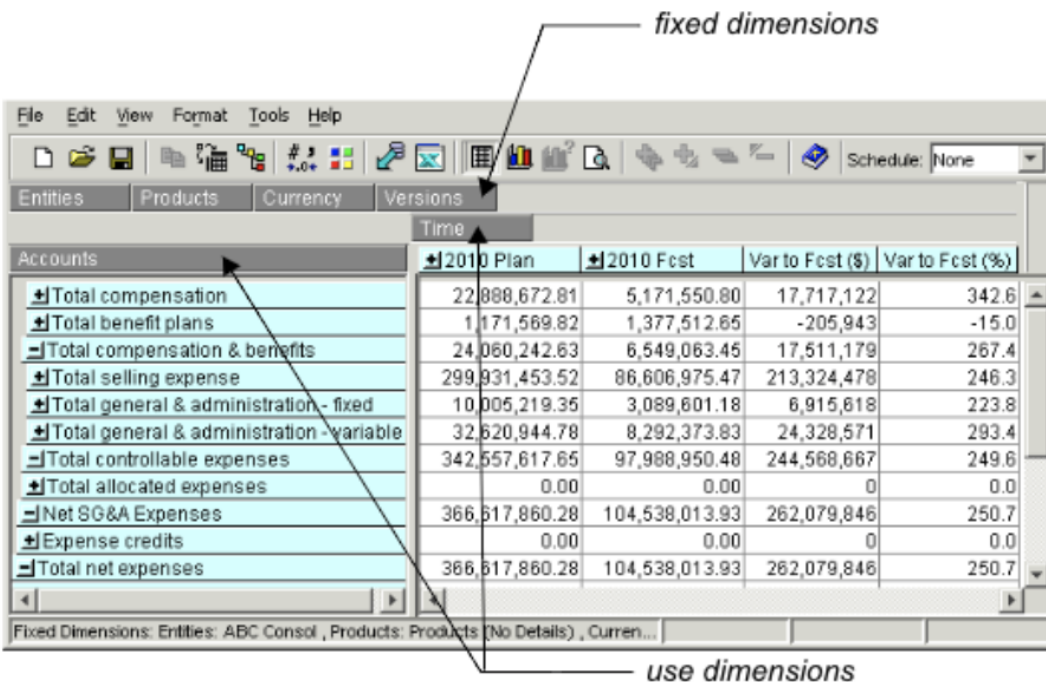 fixed dimensions
File Edit View Format Tools Help
Schedule: None
Entities Products Currency Versions
Time
Accounts 2010 Plan 2010 Fcst Var to Fcst ($) Var to Fcst (%)
Total compensation 22,888,672.81 5,171,550.80 17,717,122 342.6
Total benefit plans 1,171,569.82 1,377,512.65 -205,943 -15.0
Total compensation & benefits 24,060,242.63 6,549,063.45 17,511,179 267.4
Total selling expense 299,931,453.52 86,606,975.47 213,324,478 246.3
Total general & administration - fixed 10,005,219.35 3,089,601.18 6,915,618 223.8
Total general & administration - variable 32,620,944.78 8,292,373.83 24,328,571 293.4
Total controllable expenses 342,557,617.65 97,988,950.48 244,568,667 249.6
Total allocated expenses 0.00 0.00 0 0.0
Net SG&A Expenses 366,617,860.28 104,538,013.93 262,079,846 250.7
Expense credits 0.00 0.00 0 0.0
Total net expenses 366,617,860.28 104,538,013.93 262,079,846 250.7
Fixed Dimensions: Entities: ABC Consol , Products: Products (No Details) , Curren...
use dimensions